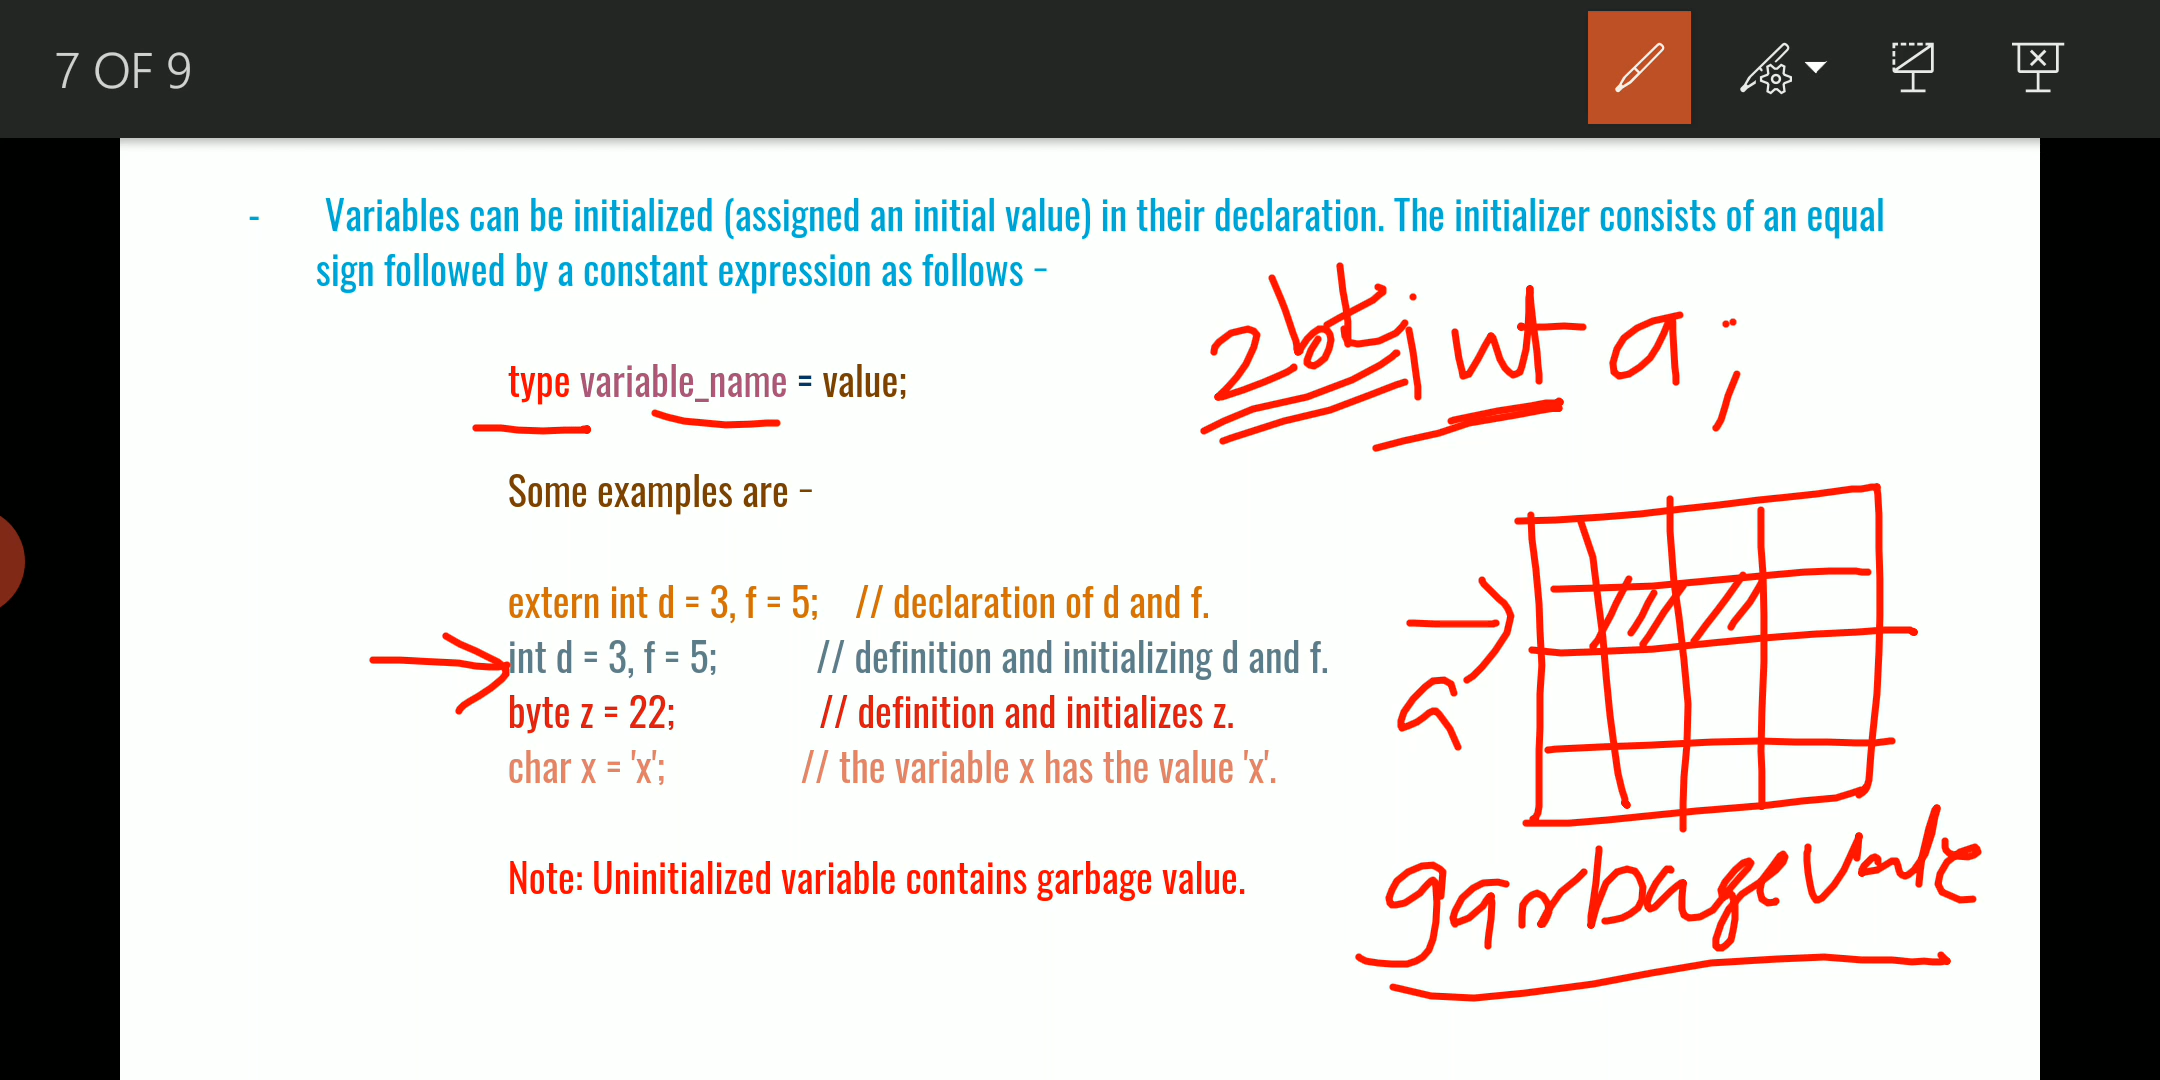 7 OF 9
- Variables can be initialized (assigned an initial value) in their declaration. The initializer consists of an equal
sign followed by a constant expression as follows –
int a;
type variable_name = value;
Some examples are –
extern int d = 3, f = 5; // declaration of d and f.
int d = 3, f = 5; // definition and initializing d and f.
byte z = 22; // definition and initializes z.
a
char x = 'x'; // the variable x has the value 'x'.
Note: Uninitialized variable contains garbage value.
garbage value